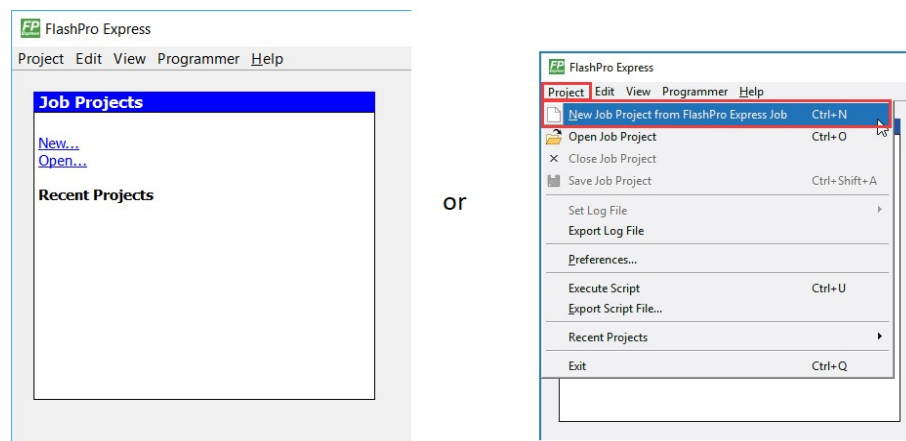 FP FlashPro Express
Express
Project Edit View Programmer Help
Job Projects
New...
Open...
Recent Projects
or
FP FlashPro Express
Express
Project Edit View Programmer Help
New Job Project from FlashPro Express Job Ctrl+N
Open Job Project Ctrl+O
Close Job Project
Save Job Project Ctrl+Shift+A
Set Log File
Export Log File
Preferences...
Execute Script Ctrl+U
Export Script File...
Recent Projects
Exit Ctrl+Q